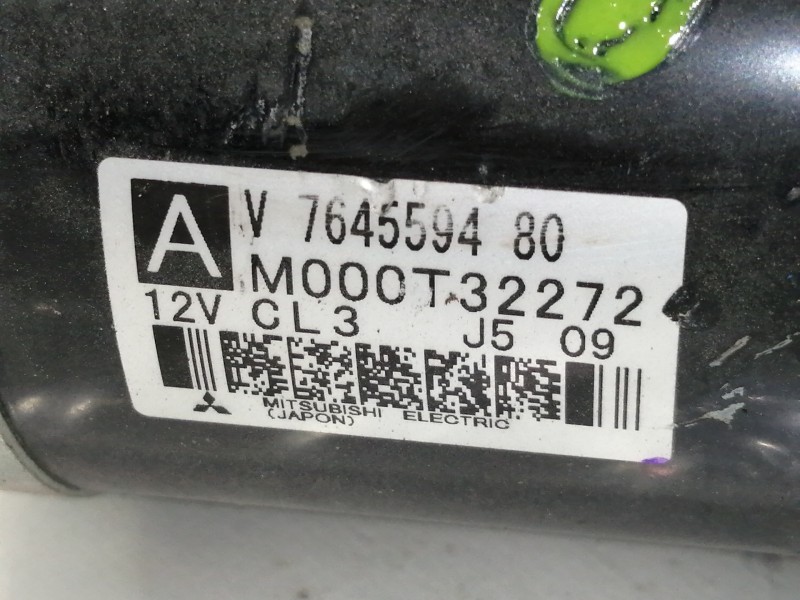 A
V 7645594 80
M000T32272
12V CL3 J5 09
MITSUBISHI ELECTRIC
(JAPON)